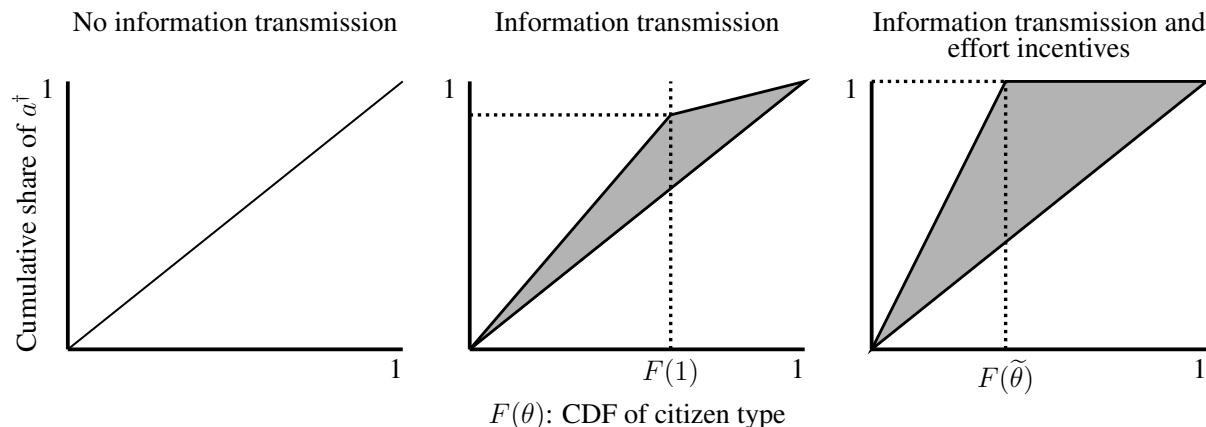 No information transmission
Information transmission
Information transmission and
effort incentives
Cumulative share of a†
1
1
1
1
F(1)
1
1
F(θ̃)
1
F(θ): CDF of citizen type